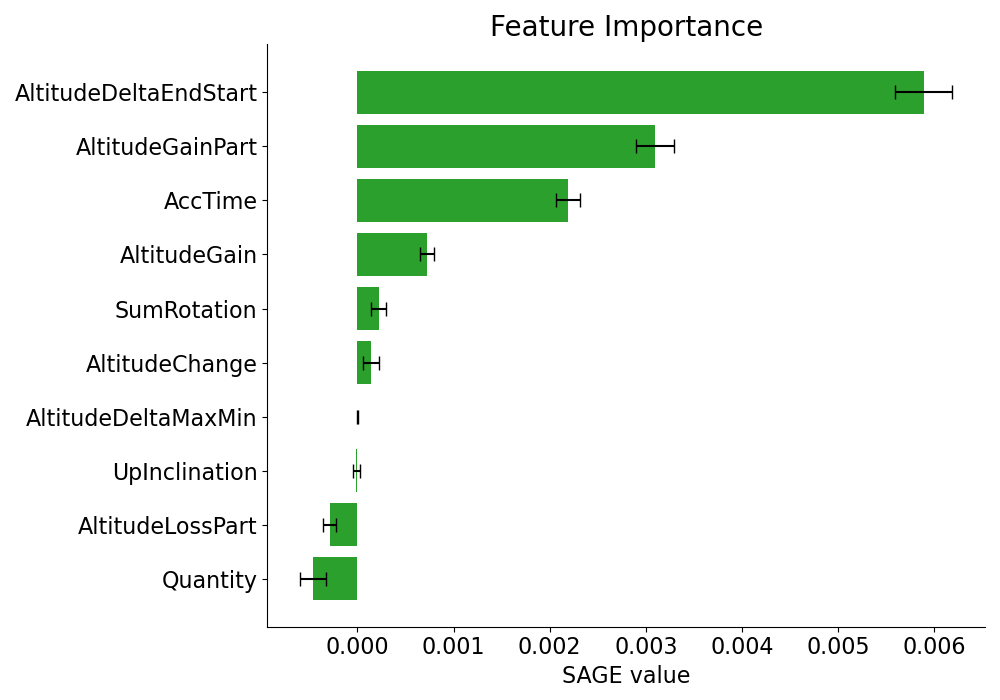 Feature Importance
AltitudeDeltaEndStart
AltitudeGainPart
AccTime
AltitudeGain
SumRotation
AltitudeChange
AltitudeDeltaMaxMin
UpInclination
AltitudeLossPart
Quantity
0.000 0.001 0.002 0.003 0.004 0.005 0.006
SAGE value